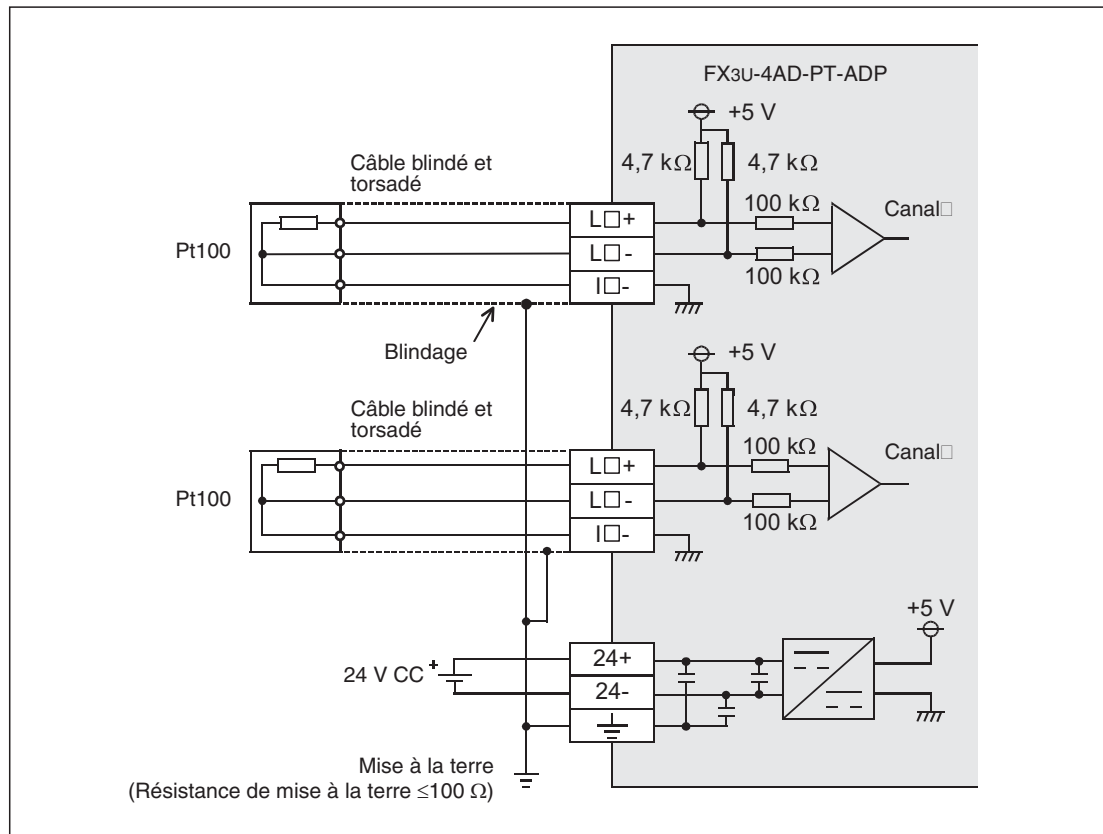 FX3U-4AD-PT-ADP
+5 V
Câble blindé et
torsadé
4,7 kΩ
4,7 kΩ
100 kΩ
Canal□
L□+
Pt100
L□-
100 kΩ
I□-
Blindage
+5 V
Câble blindé et
torsadé
4,7 kΩ
4,7 kΩ
100 kΩ
Canal□
L□+
Pt100
L□-
100 kΩ
I□-
+5 V
24+
24 V CC +
24-
Mise à la terre
(Résistance de mise à la terre ≤100 Ω)